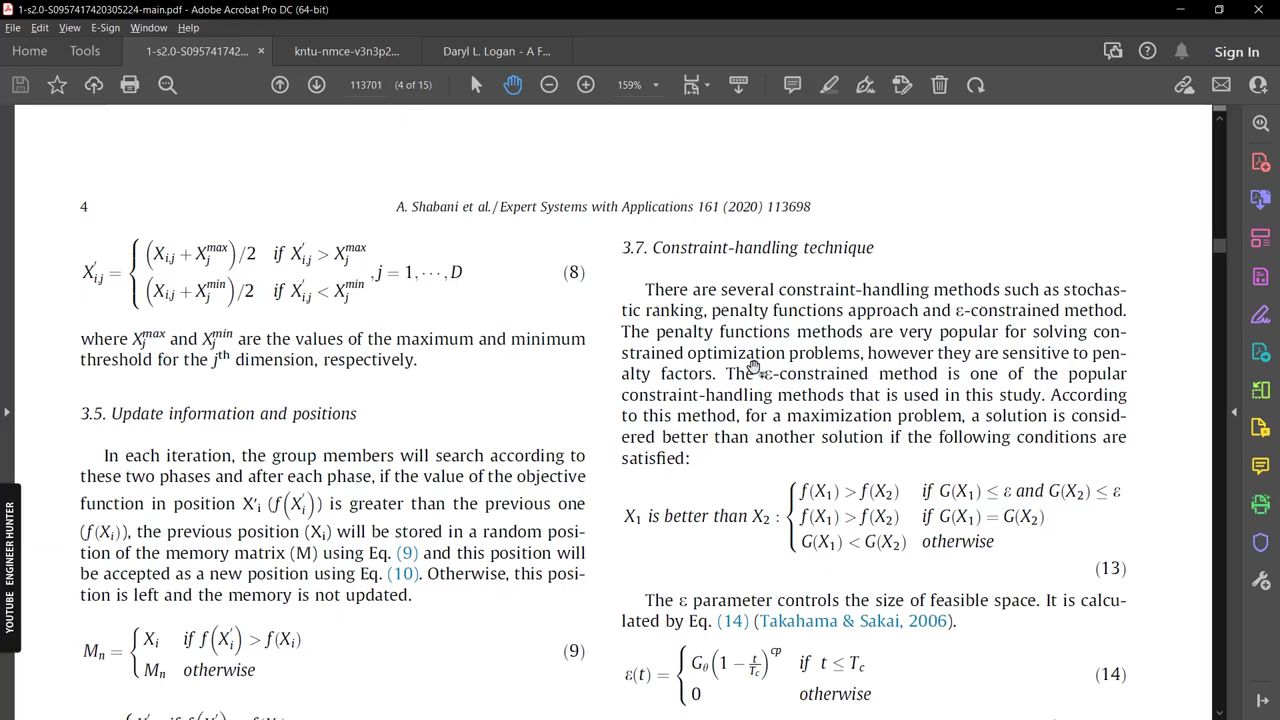 1-s2.0-S0957417420305224-main.pdf - Adobe Acrobat Pro DC (64-bit)
File Edit View E-Sign Window Help
Home Tools 1-s2.0-S095741742... × kntu-nmce-v3n3p2... Daryl L. Logan - A F... Sign In
113701 (4 of 15) 159%
4
A. Shabani et al. / Expert Systems with Applications 161 (2020) 113698
X'i,j = { (Xi,j + Xj^max)/2 if X'i,j > Xj^max
(Xi,j + Xj^min)/2 if X'i,j < Xj^min , j = 1, ⋯, D (8)
where Xj^max and Xj^min are the values of the maximum and minimum
threshold for the j^th dimension, respectively.
3.5. Update information and positions
In each iteration, the group members will search according to
these two phases and after each phase, if the value of the objective
function in position X'i (f(X'i)) is greater than the previous one
(f(Xi)), the previous position (Xi) will be stored in a random posi-
tion of the memory matrix (M) using Eq. (9) and this position will
be accepted as a new position using Eq. (10). Otherwise, this posi-
tion is left and the memory is not updated.
Mn = { Xi if f(X'i) > f(Xi)
Mn otherwise (9)
3.7. Constraint-handling technique
There are several constraint-handling methods such as stochas-
tic ranking, penalty functions approach and ε-constrained method.
The penalty functions methods are very popular for solving con-
strained optimization problems, however they are sensitive to pen-
alty factors. The ε-constrained method is one of the popular
constraint-handling methods that is used in this study. According
to this method, for a maximization problem, a solution is consid-
ered better than another solution if the following conditions are
satisfied:
X1 is better than X2 : { f(X1) > f(X2) if G(X1) ≤ ε and G(X2) ≤ ε
f(X1) > f(X2) if G(X1) = G(X2)
G(X1) < G(X2) otherwise
(13)
The ε parameter controls the size of feasible space. It is calcu-
lated by Eq. (14) (Takahama & Sakai, 2006).
ε(t) = { Gθ(1 − t/Tc)^cp if t ≤ Tc
0 otherwise (14)
YOUTUBE ENGINEER HUNTER